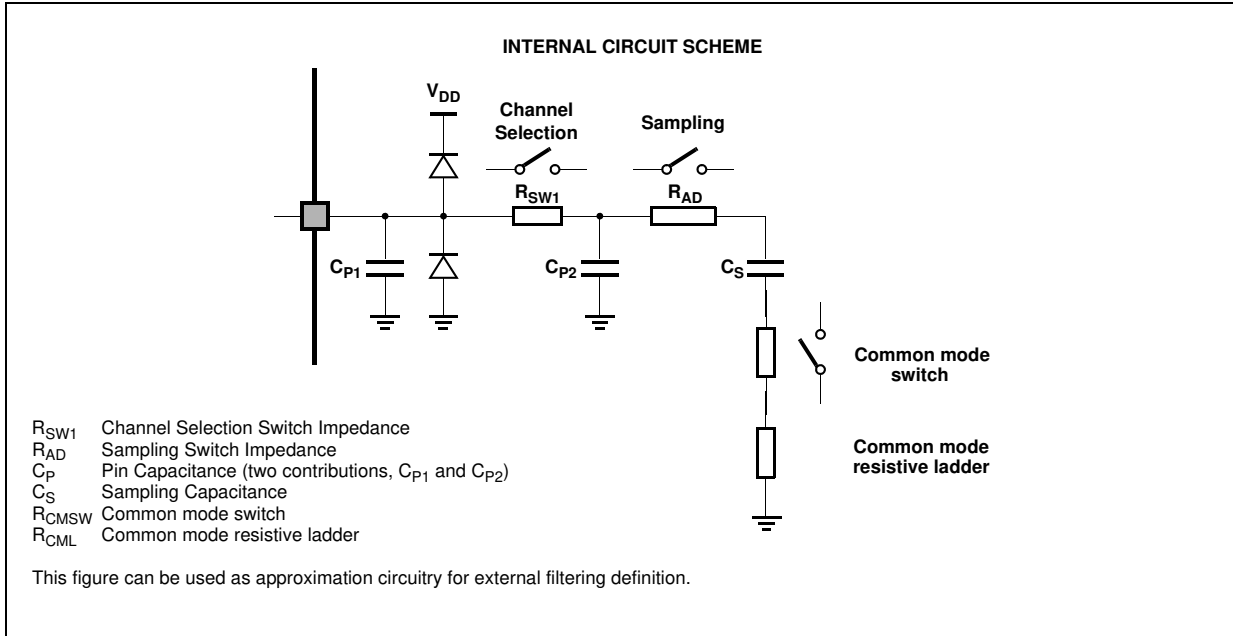 INTERNAL CIRCUIT SCHEME
VDD
Channel
Selection
Sampling
RSW1
RAD
CP1
CP2
CS
Common mode
switch
Common mode
resistive ladder
RSW1 Channel Selection Switch Impedance
RAD Sampling Switch Impedance
CP Pin Capacitance (two contributions, CP1 and CP2)
CS Sampling Capacitance
RCMSW Common mode switch
RCML Common mode resistive ladder
This figure can be used as approximation circuitry for external filtering definition.